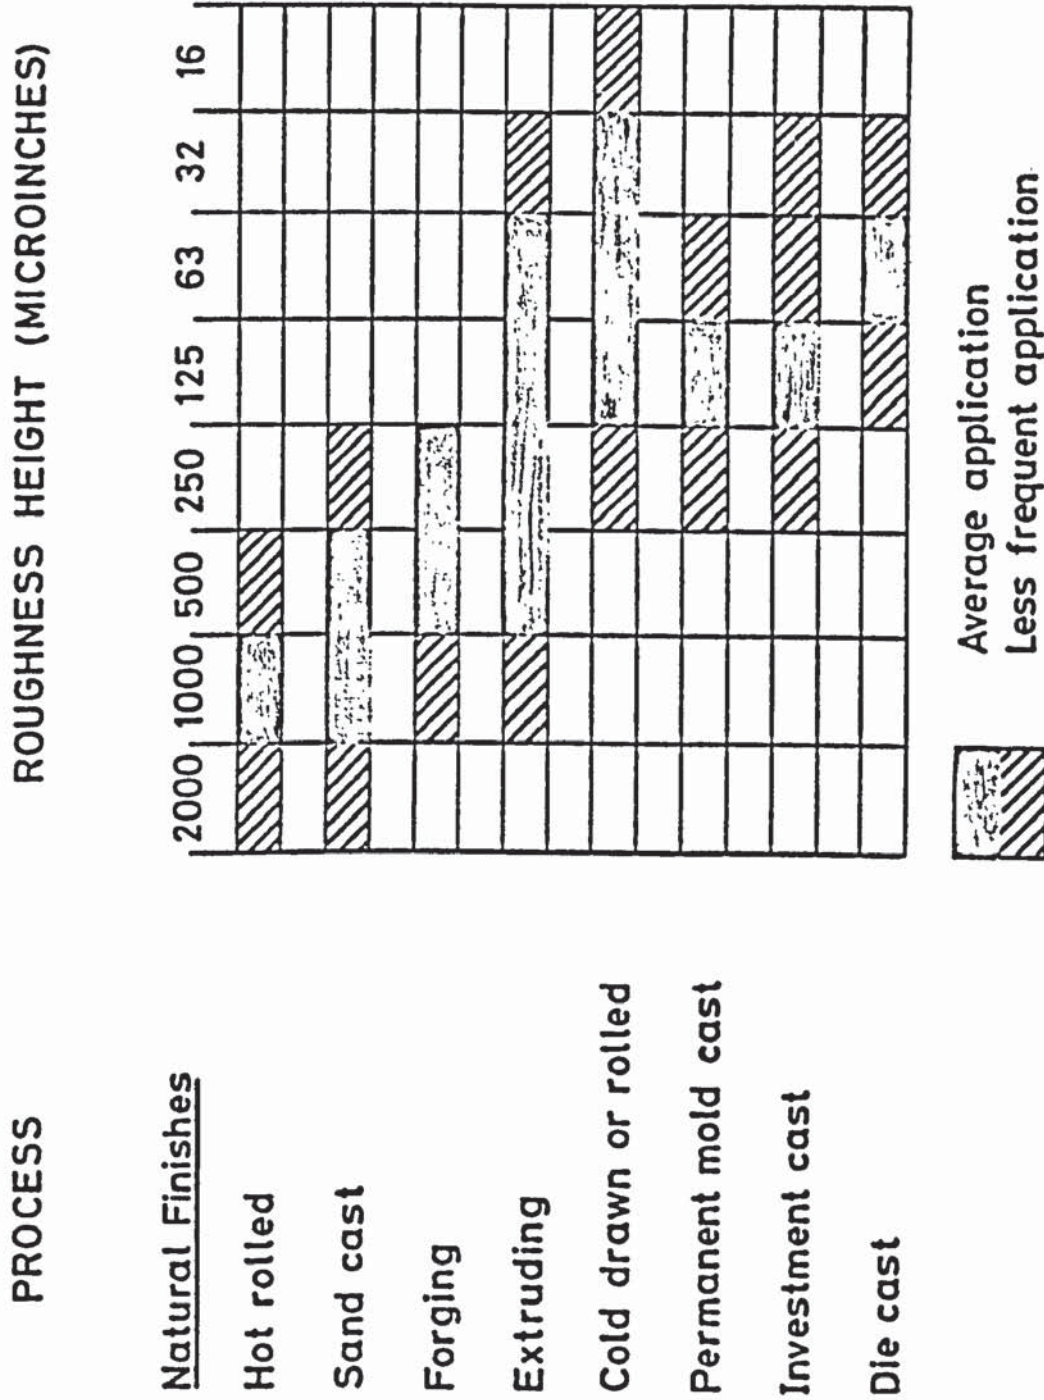 PROCESS
ROUGHNESS HEIGHT (MICROINCHES)
Natural Finishes
2000 1000 500 250 125 63 32 16
Hot rolled
Sand cast
Forging
Extruding
Cold drawn or rolled
Permanent mold cast
Investment cast
Die cast
Average application
Less frequent application